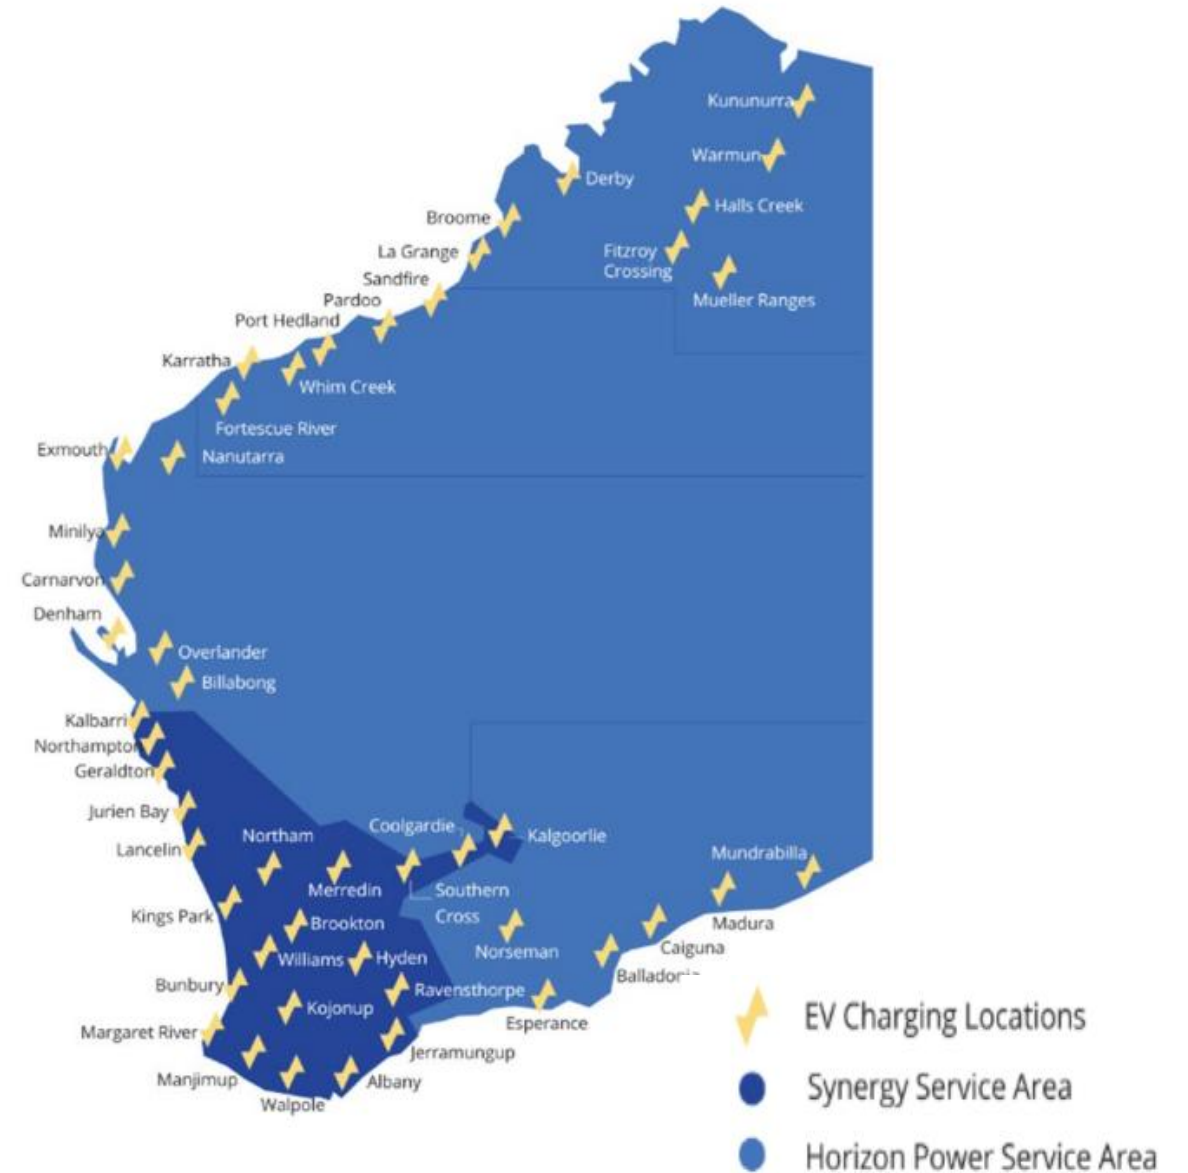 Kununurra
Warmun
Derby
Halls Creek
Broome
La Grange
Fitzroy
Crossing
Sandfire
Mueller Ranges
Pardoo
Port Hedland
Karratha
Whim Creek
Fortescue River
Exmouth
Nanutarra
Minilya
Carnarvon
Denham
Overlander
Billabong
Kalbarri
Northampton
Geraldton
Jurien Bay
Coolgardie
Northam
Kalgoorlie
Lancelin
Mundrabilla
Merredin
Southern
Cross
Kings Park
Brookton
Madura
Norseman
Caiguna
Williams
Hyden
Balladonia
Bunbury
Ravensthorpe
Kojonup
Esperance
Margaret River
Jerramungup
Manjimup
Albany
Walpole
EV Charging Locations
Synergy Service Area
Horizon Power Service Area